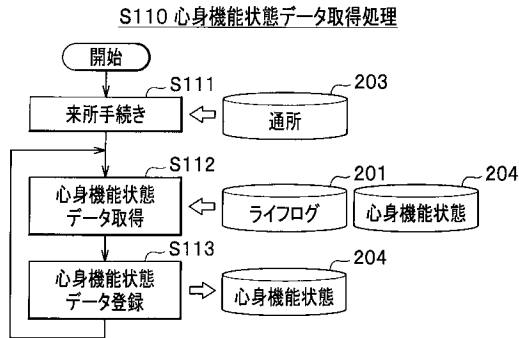 S110 心身機能状態データ取得処理
開始
S111
来所手続き
203
通所
S112
心身機能状態
データ取得
201
ライフログ
204
心身機能状態
S113
心身機能状態
データ登録
204
心身機能状態